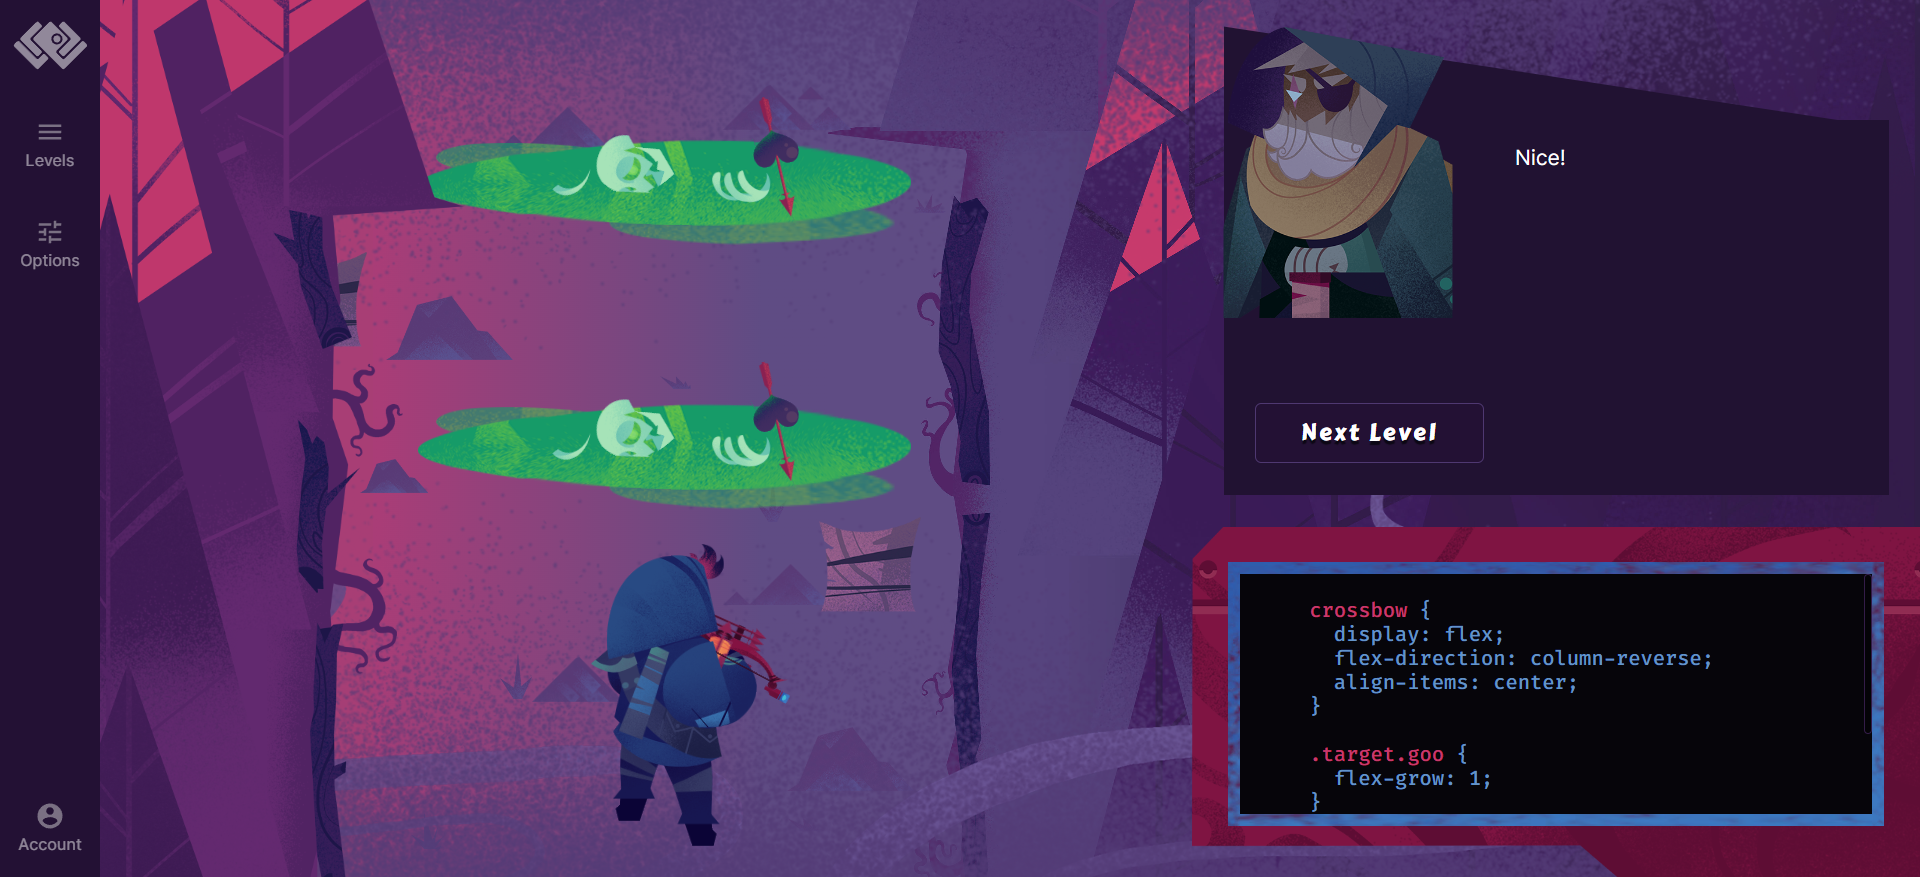 Levels
Options
Account
Nice!
Next Level
crossbow {
display: flex;
flex-direction: column-reverse;
align-items: center;
}
.target.goo {
flex-grow: 1;
}